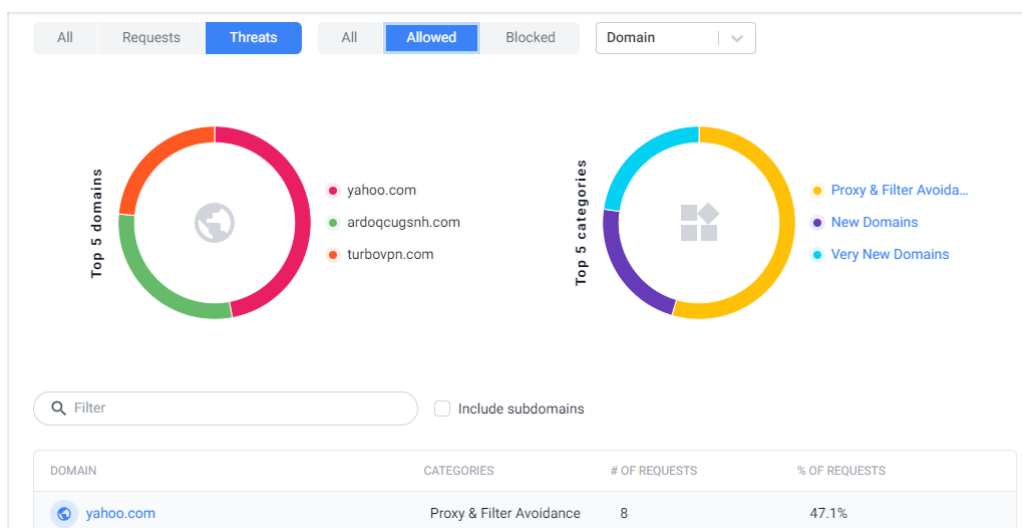 All Requests Threats All Allowed Blocked Domain
Top 5 domains
yahoo.com
ardoqcugsnh.com
turbovpn.com
Top 5 categories
Proxy & Filter Avoida...
New Domains
Very New Domains
Filter Include subdomains
DOMAIN CATEGORIES # OF REQUESTS % OF REQUESTS
yahoo.com Proxy & Filter Avoidance 8 47.1%